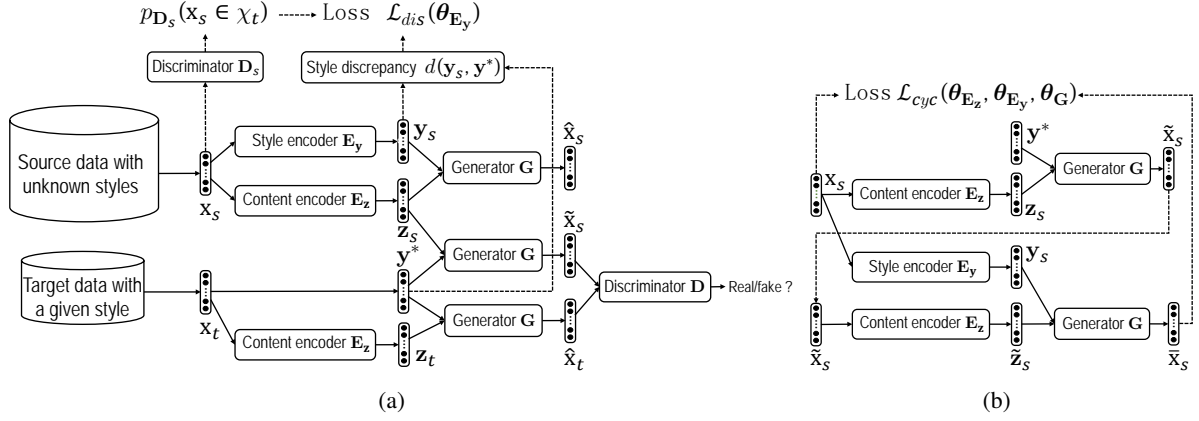 p_{D_s}(x_s ∈ χ_t) Loss ℒ_{dis}(θ_{E_y})
Discriminator D_s
Style discrepancy d(y_s, y*)
Source data with
unknown styles
x_s
Style encoder E_y
y_s
Content encoder E_z
z_s
Generator G
x̂_s
Target data with
a given style
x_t
y*
Generator G
x̃_s
Content encoder E_z
z_t
Generator G
x̂_t
Discriminator D
Real/fake ?
(a)
Loss ℒ_{cyc}(θ_{E_z}, θ_{E_y}, θ_G)
x_s
Content encoder E_z
y*
z_s
Generator G
x̃_s
Style encoder E_y
y_s
x̃_s
Content encoder E_z
z̃_s
Generator G
x̄_s
(b)